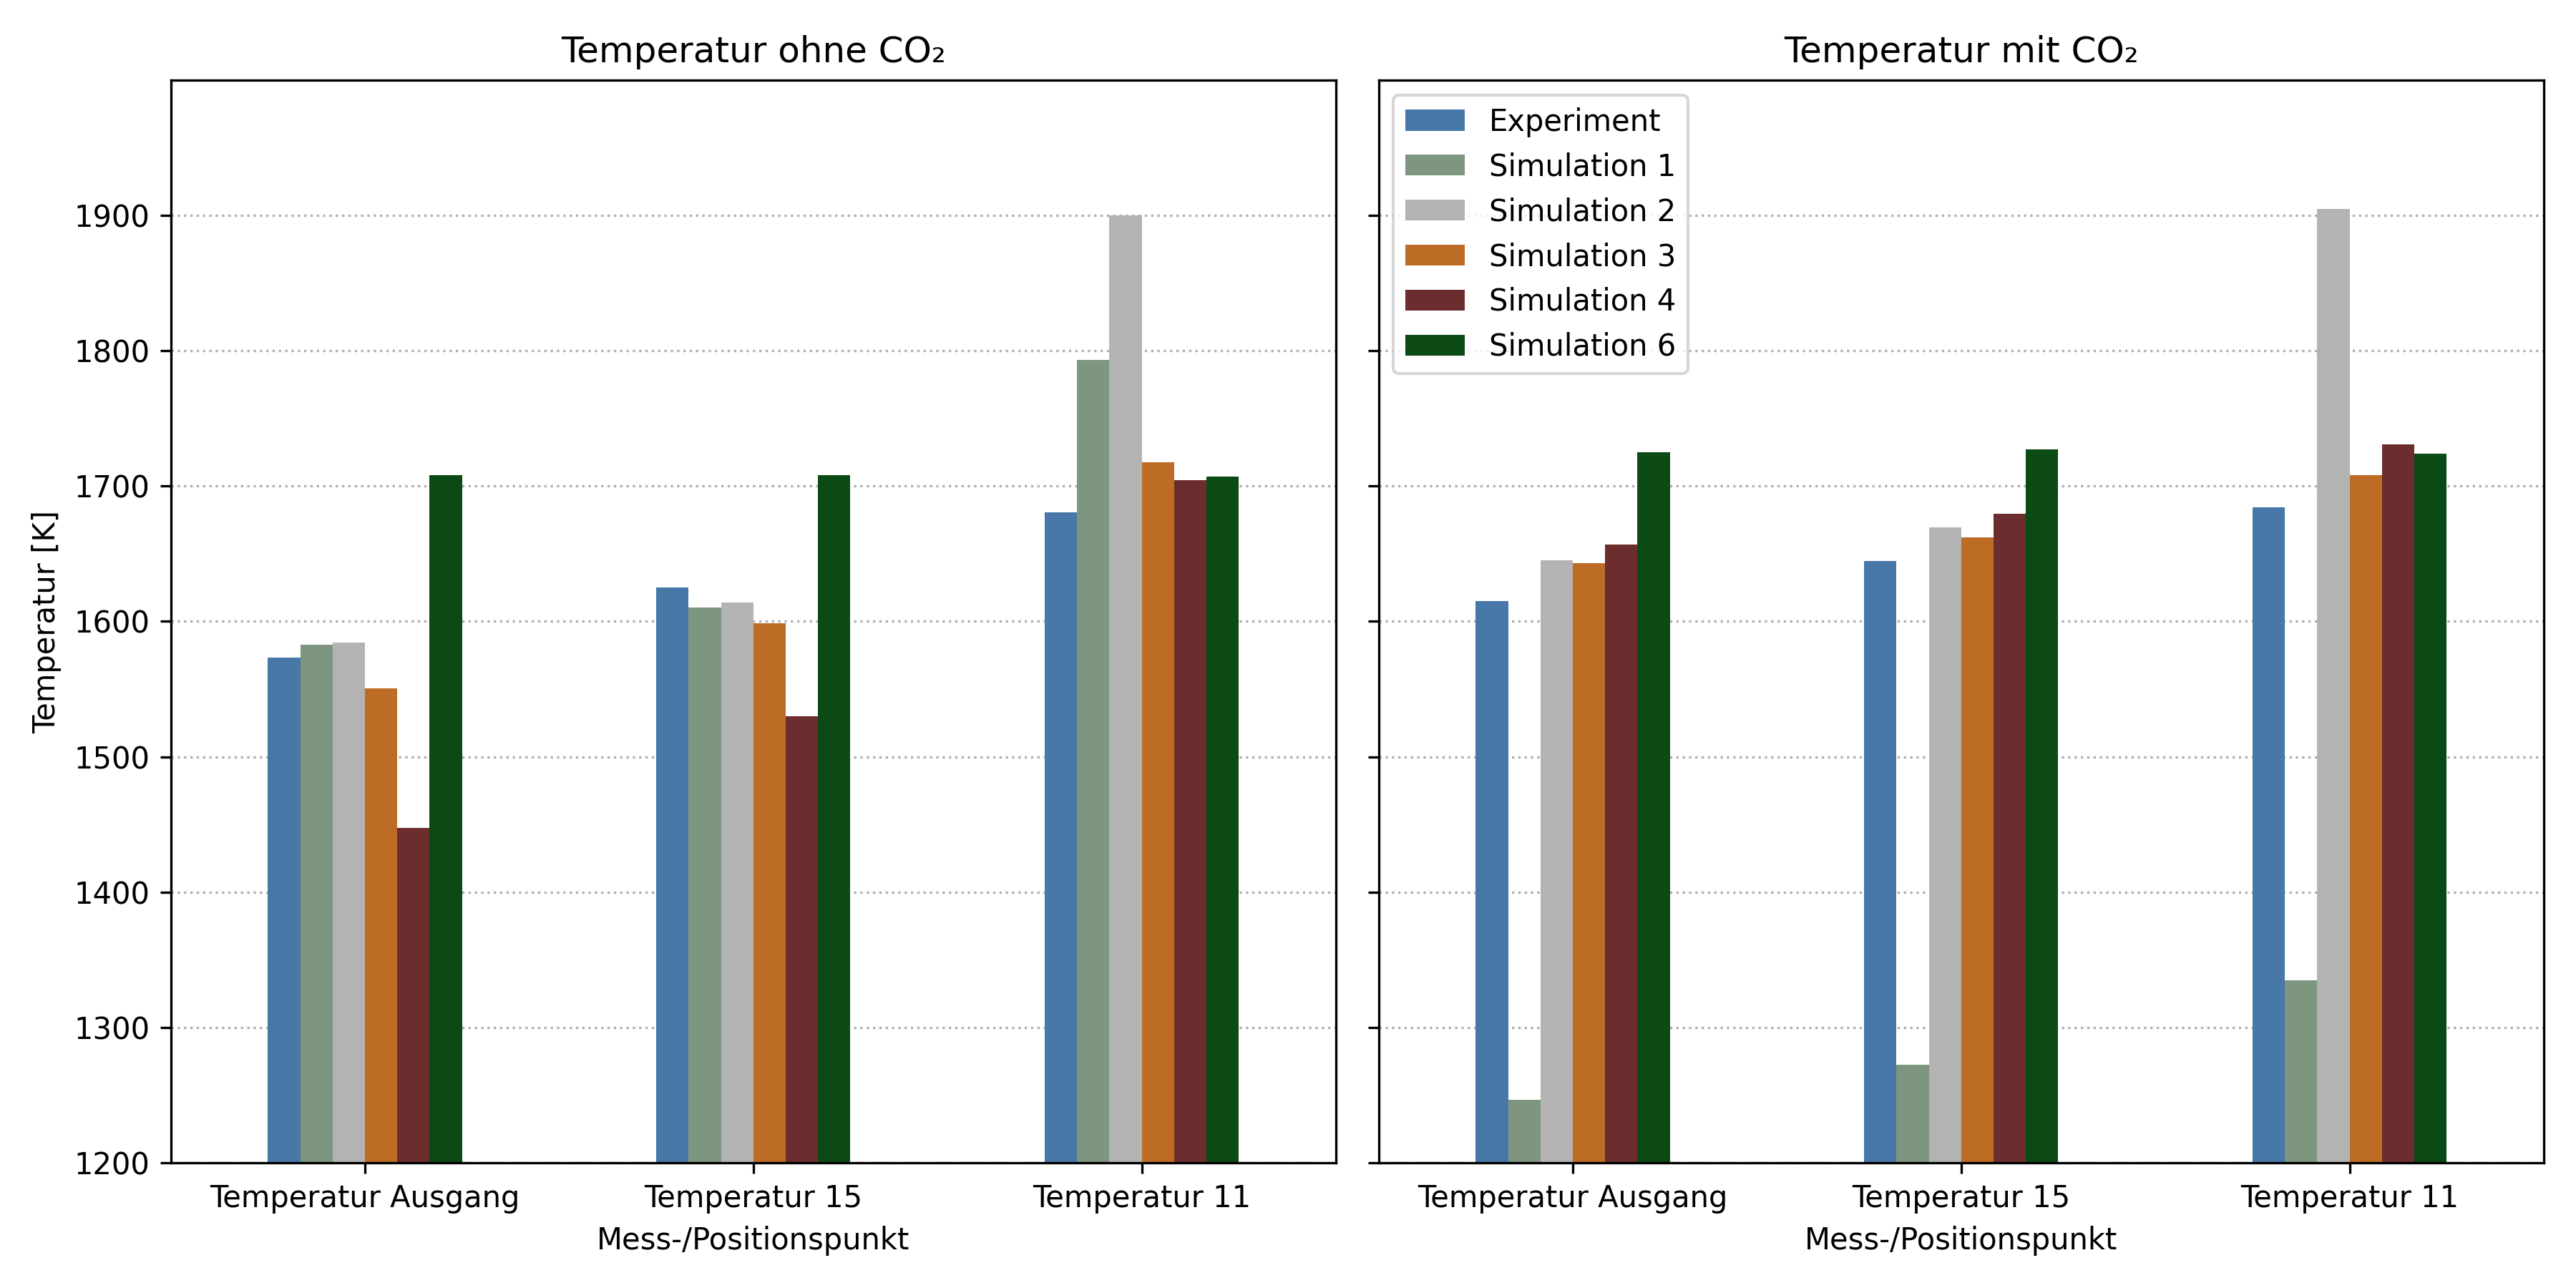 Temperatur ohne CO₂
Temperatur [K]
1900
1800
1700
1600
1500
1400
1300
1200
Temperatur Ausgang
Temperatur 15
Temperatur 11
Mess-/Positionspunkt
Temperatur mit CO₂
Experiment
Simulation 1
Simulation 2
Simulation 3
Simulation 4
Simulation 6
Temperatur Ausgang
Temperatur 15
Temperatur 11
Mess-/Positionspunkt